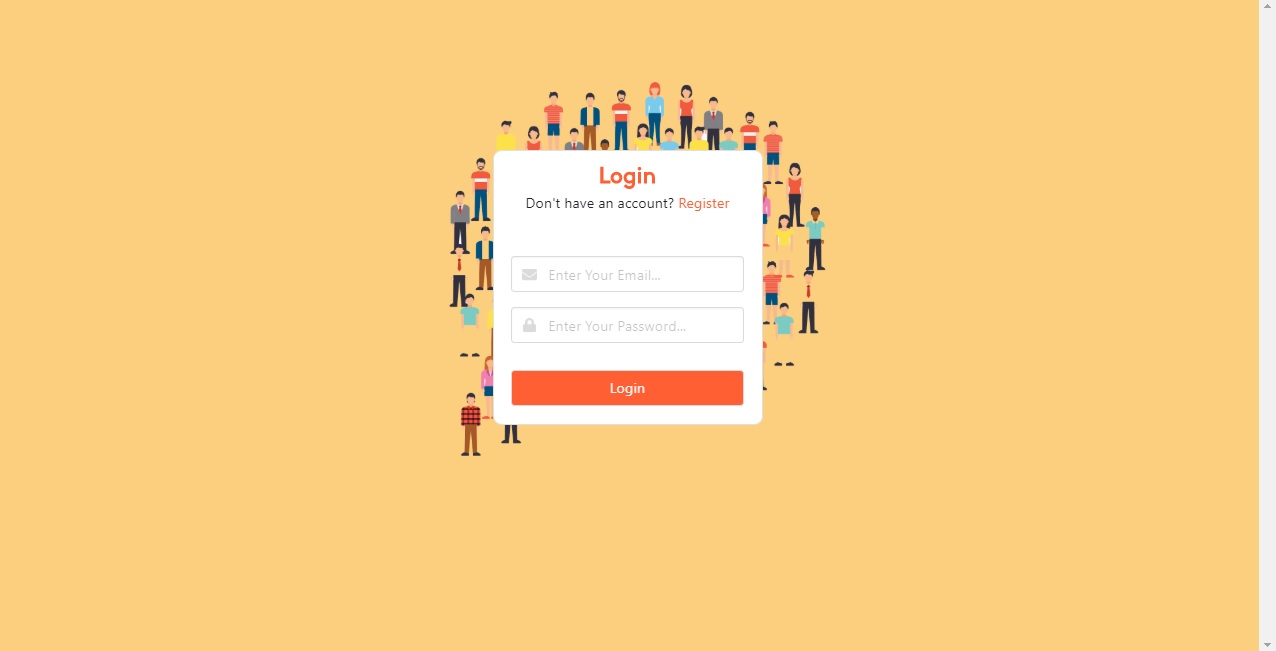 Login
Don't have an account? Register
Enter Your Email...
Enter Your Password...
Login